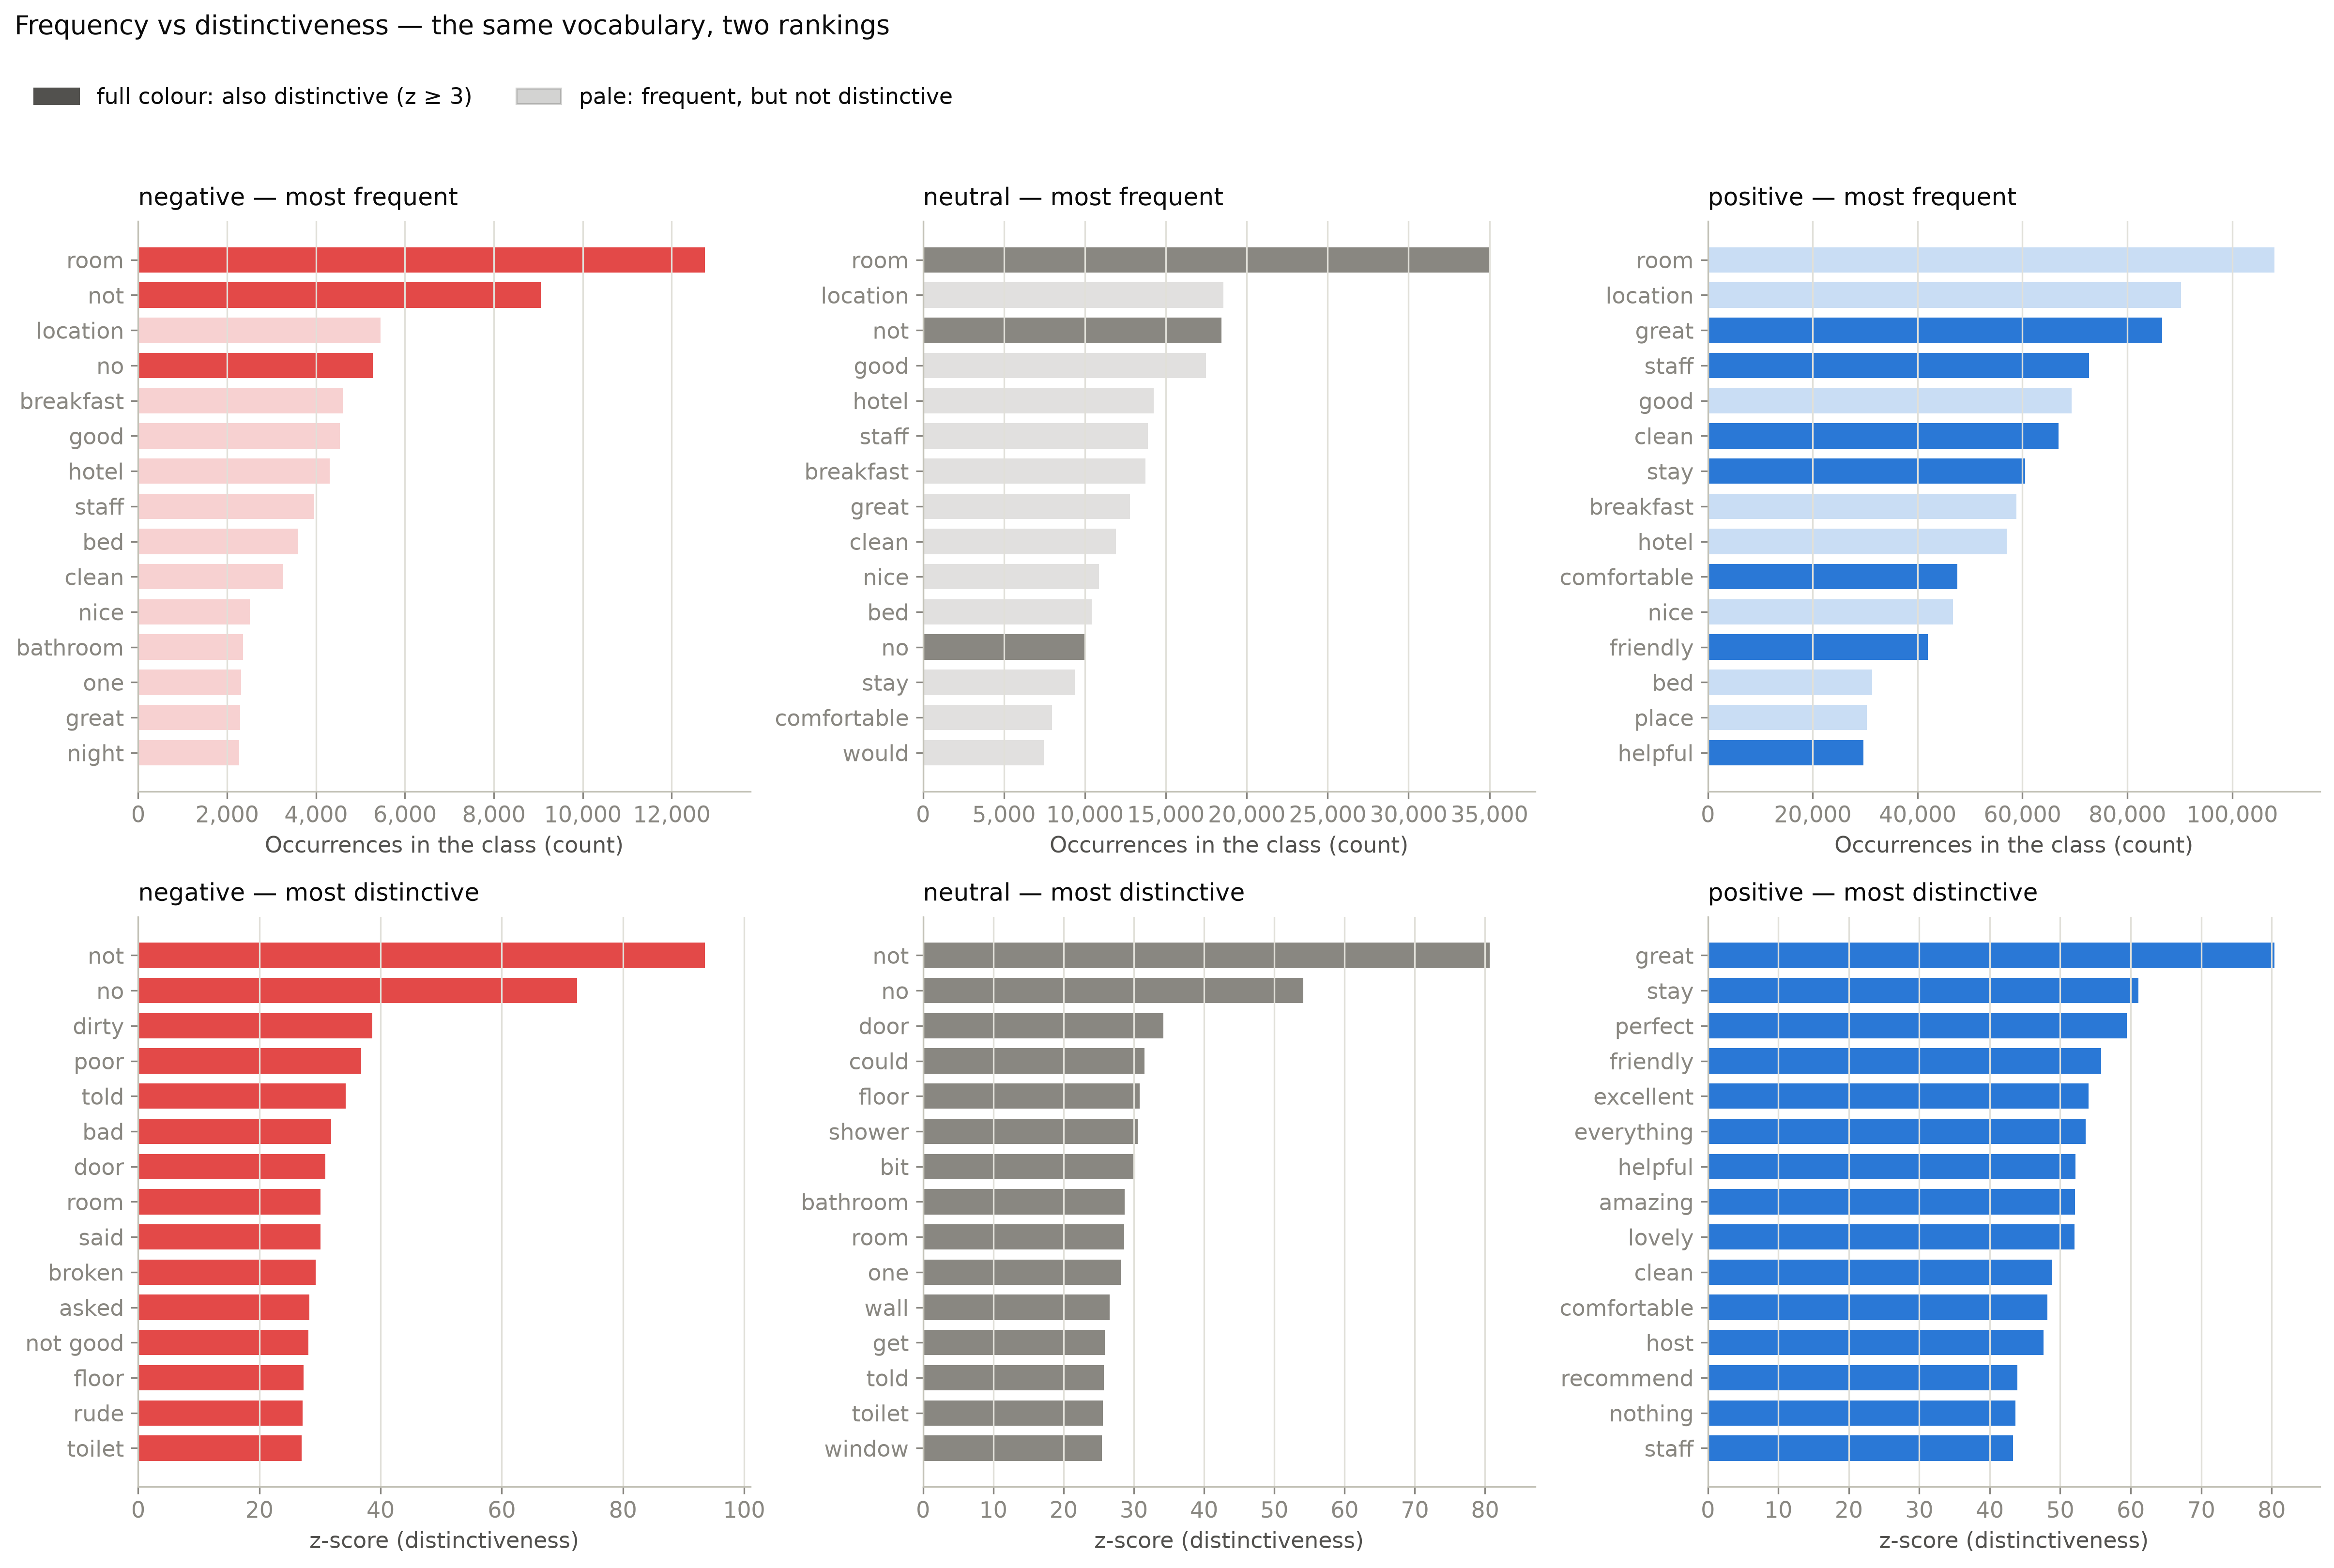 Frequency vs distinctiveness — the same vocabulary, two rankings
full colour: also distinctive (z ≥ 3)
pale: frequent, but not distinctive
negative — most frequent
room
not
location
no
breakfast
good
hotel
staff
bed
clean
nice
bathroom
one
great
night
0 2,000 4,000 6,000 8,000 10,000 12,000
Occurrences in the class (count)
neutral — most frequent
room
location
not
good
hotel
staff
breakfast
great
clean
nice
bed
no
stay
comfortable
would
0 5,000 10,000 15,000 20,000 25,000 30,000 35,000
Occurrences in the class (count)
positive — most frequent
room
location
great
staff
good
clean
stay
breakfast
hotel
comfortable
nice
friendly
bed
place
helpful
0 20,000 40,000 60,000 80,000 100,000
Occurrences in the class (count)
negative — most distinctive
not
no
dirty
poor
told
bad
door
room
said
broken
asked
not good
floor
rude
toilet
0 20 40 60 80 100
z-score (distinctiveness)
neutral — most distinctive
not
no
door
could
floor
shower
bit
bathroom
room
one
wall
get
told
toilet
window
0 10 20 30 40 50 60 70 80
z-score (distinctiveness)
positive — most distinctive
great
stay
perfect
friendly
excellent
everything
helpful
amazing
lovely
clean
comfortable
host
recommend
nothing
staff
0 10 20 30 40 50 60 70 80
z-score (distinctiveness)